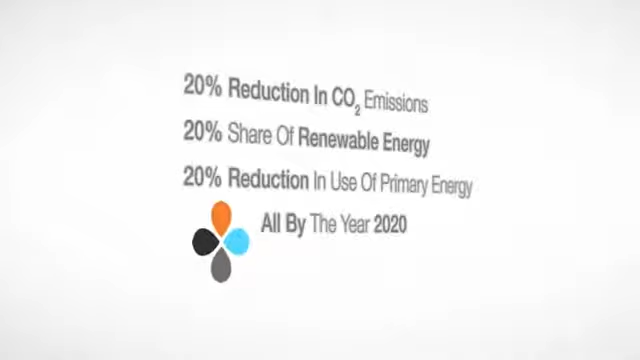 20% Reduction In CO₂ Emissions
20% Share Of Renewable Energy
20% Reduction In Use Of Primary Energy
All By The Year 2020